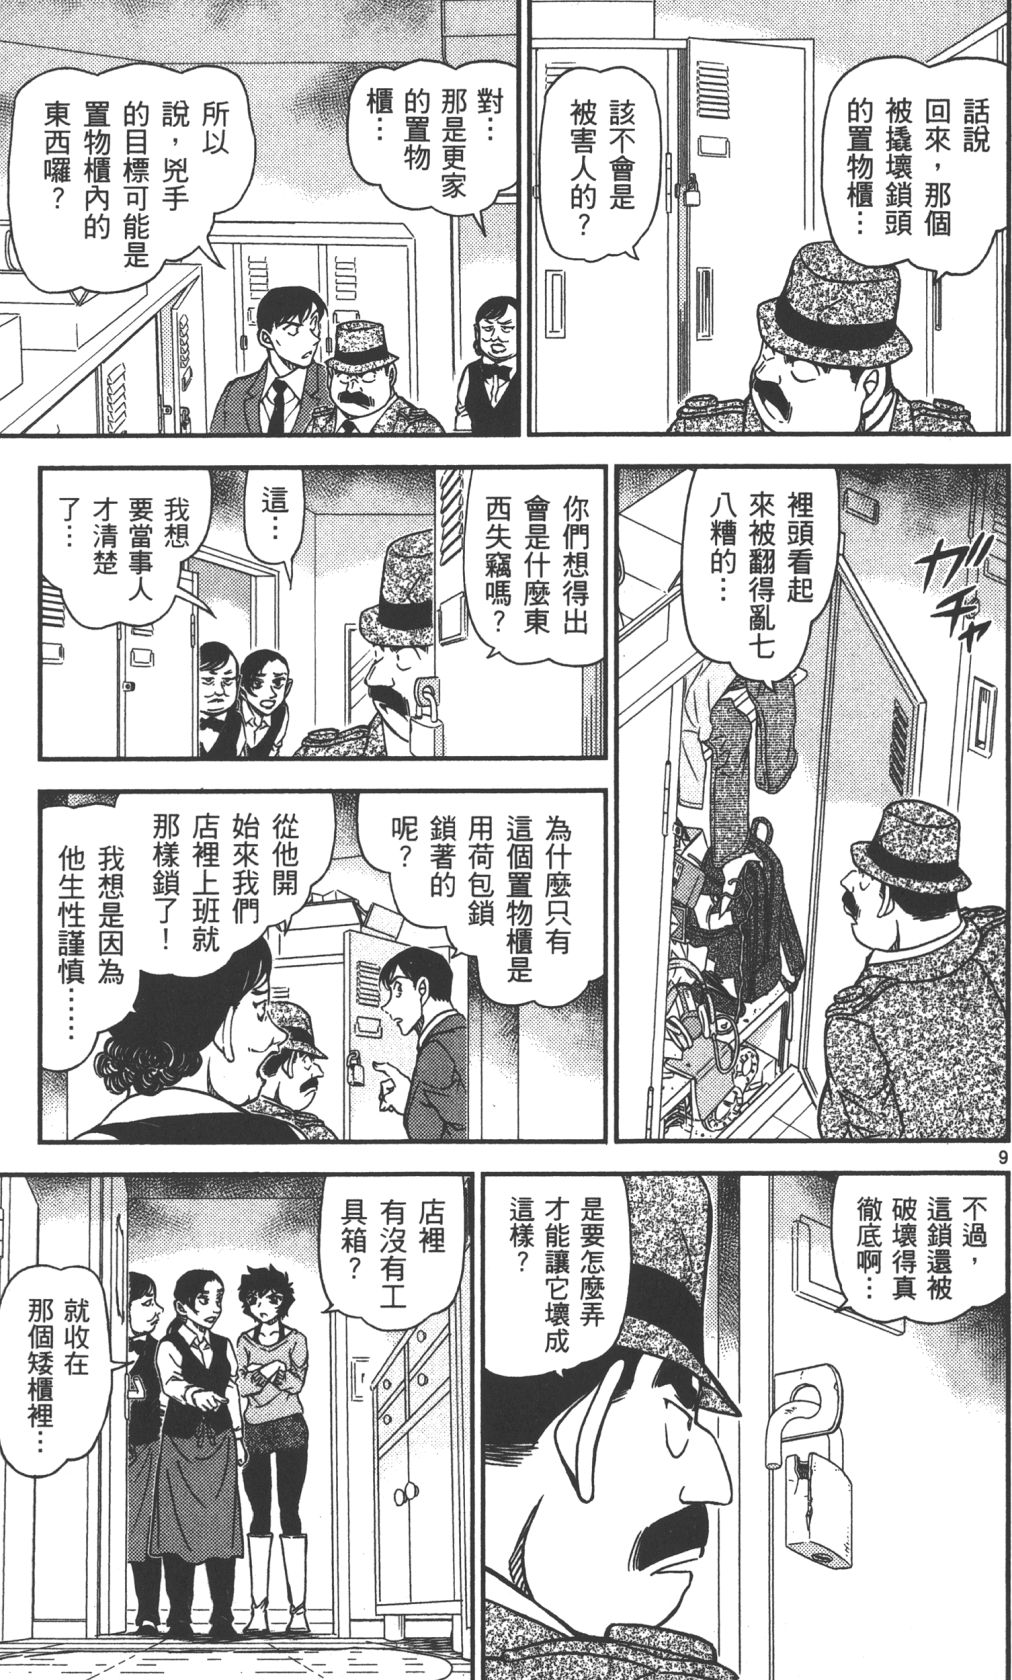 話說
回來，那個
被撬壞鎖頭
的置物櫃…
該不會是
被害人的？
對…
那是更家
的置物
櫃…
所以
說，兇手
的目標可能是
置物櫃內的
東西囉？
ガチャ
裡頭看起
來被翻得亂七
八糟的…
你們想得出
會是什麼東
西失竊嗎？
這…
我想
要當事人
才清楚
了…
為什麼只有
這個置物櫃是
用荷包鎖
鎖著的
呢？
從他開
始來我們
店裡上班就
那樣鎖了！
我想是因為
他生性謹慎……
9
不過，
這鎖還被
破壞得真
徹底啊…
是要怎麼弄
才能讓它壞成
這樣？
店裡
有沒有工
具箱？
就收在
那個矮櫃裡…